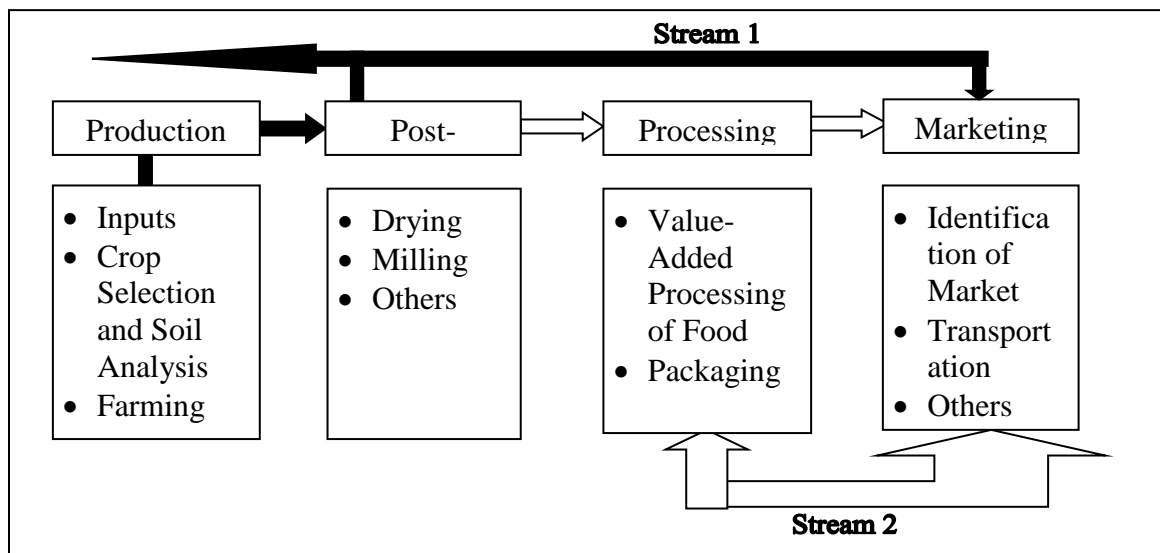 Stream 1
Production
Post-
Processing
Marketing
• Inputs
• Crop
Selection
and Soil
Analysis
• Farming
• Drying
• Milling
• Others
• Value-
Added
Processing
of Food
• Packaging
• Identifica
tion of
Market
• Transport
ation
• Others
Stream 2